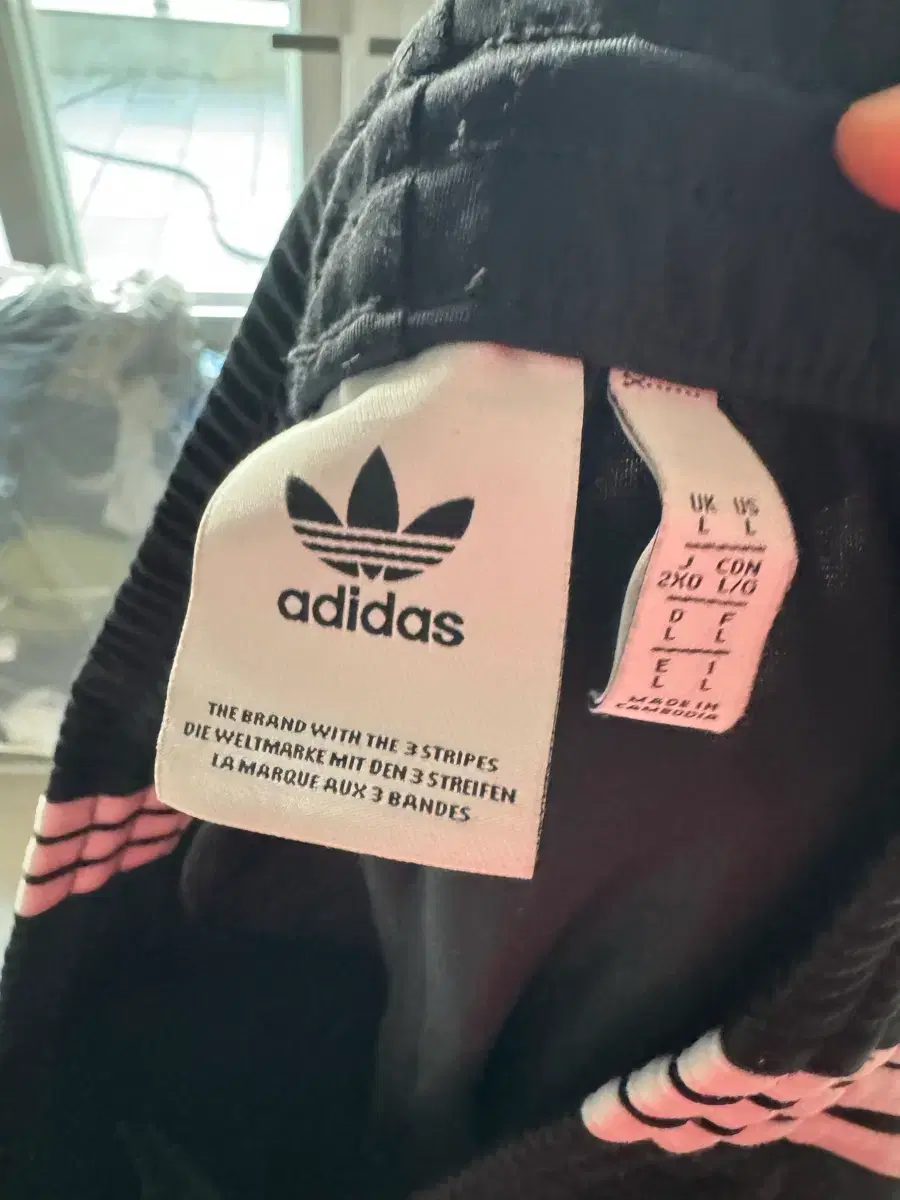 adidas
THE BRAND WITH THE 3 STRIPES
DIE WELTMARKE MIT DEN 3 STREIFEN
LA MARQUE AUX 3 BANDES
UK US
L L
J CDN
2XO L/G
D F
L L
E I
L L
MADE IN
CAMBODIA